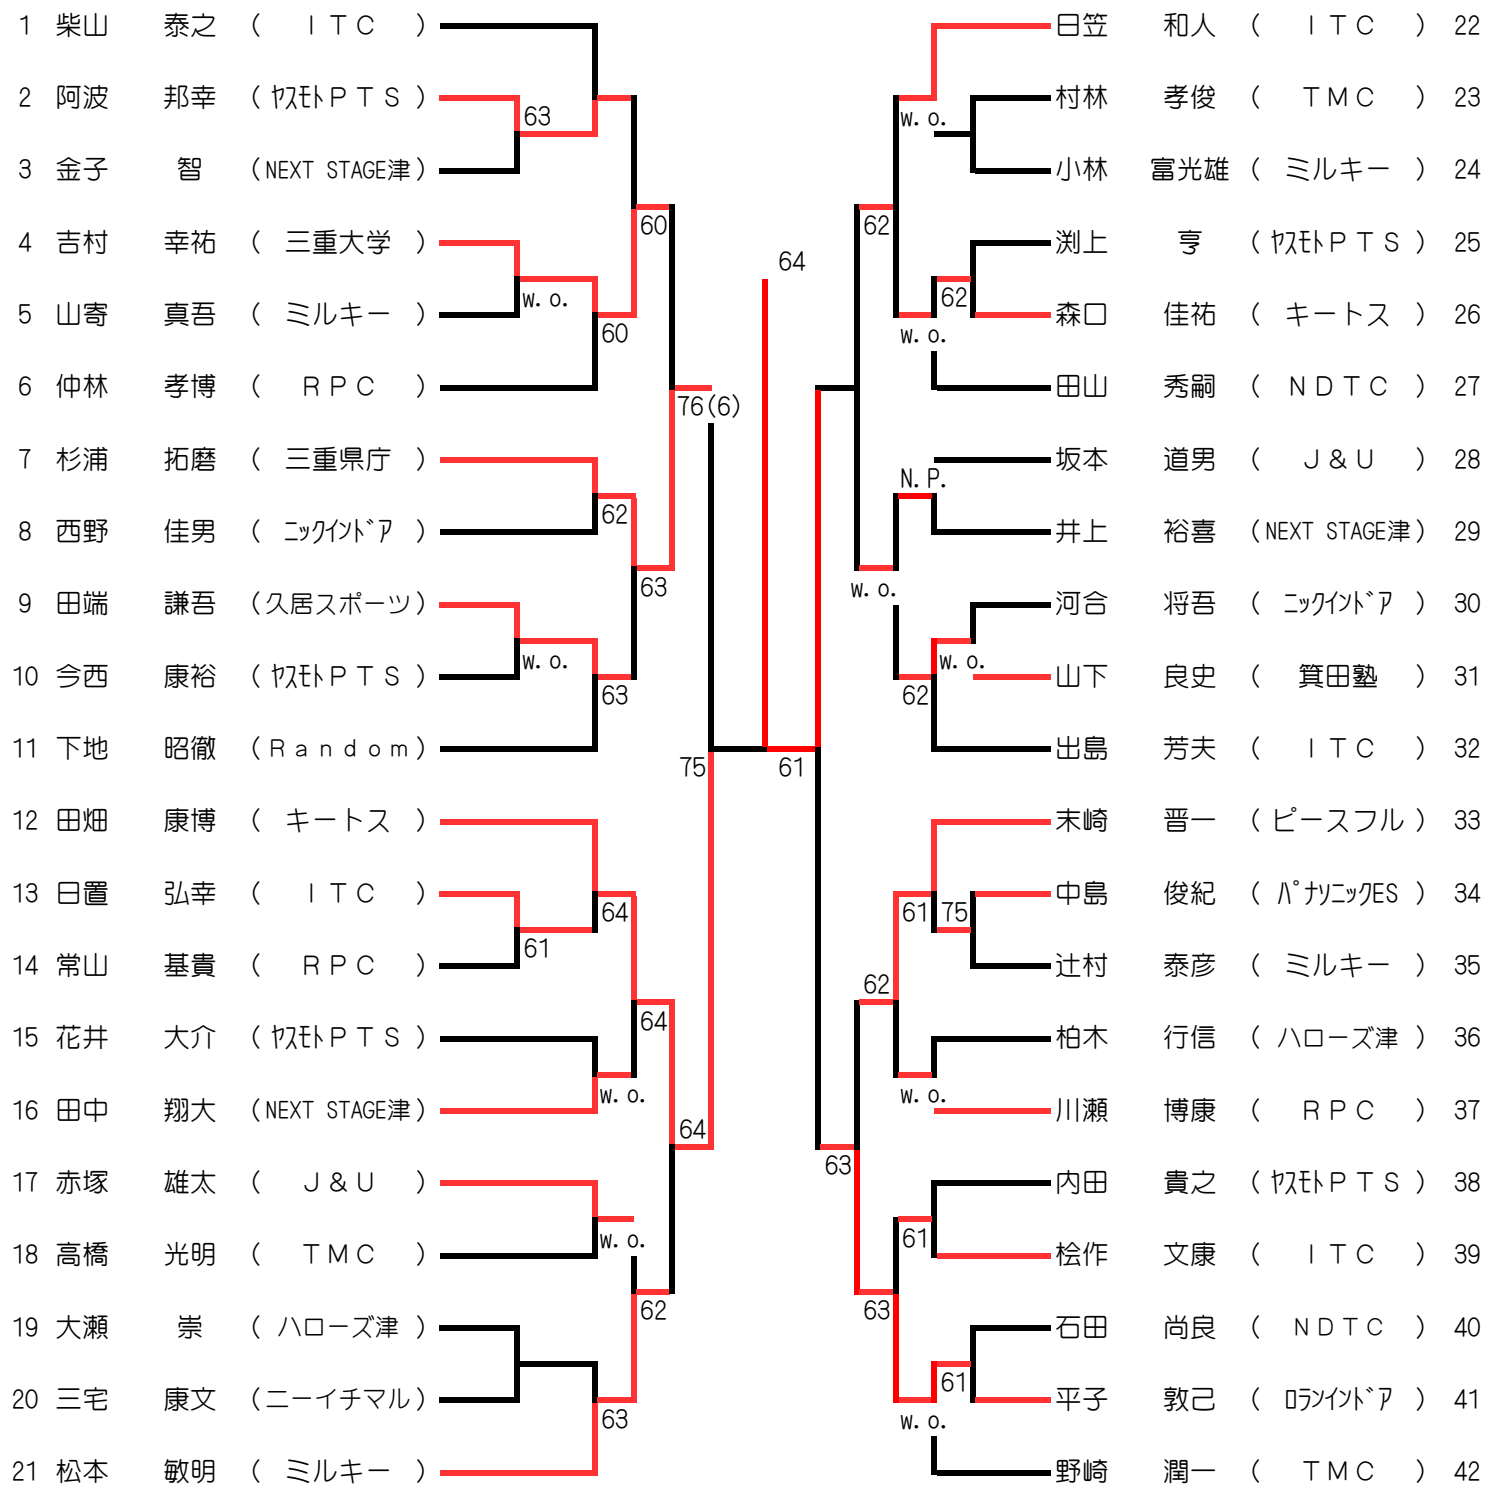 1 柴山 泰之 ( ITC )
2 阿波 邦幸 ( ﾔｽﾓﾄPTS )
63
3 金子 智 (NEXT STAGE津)
60
4 吉村 幸祐 ( 三重大学 )
w.o.
5 山寄 真吾 ( ミルキー )
60
6 仲林 孝博 ( RPC )
76(6)
7 杉浦 拓磨 ( 三重県庁 )
62
8 西野 佳男 ( ﾆｯｸｲﾝﾄﾞｱ )
63
9 田端 謙吾 (久居スポーツ)
w.o.
10 今西 康裕 ( ﾔｽﾓﾄPTS )
63
11 下地 昭徹 (Random)
75
12 田畑 康博 ( キートス )
13 日置 弘幸 ( ITC )
64
61
14 常山 基貴 ( RPC )
64
15 花井 大介 ( ﾔｽﾓﾄPTS )
w.o.
16 田中 翔大 (NEXT STAGE津)
64
17 赤塚 雄太 ( J&U )
w.o.
18 高橋 光明 ( TMC )
62
19 大瀬 崇 ( ハローズ津 )
20 三宅 康文 (ニーイチマル)
63
21 松本 敏明 ( ミルキー )
64
61
日笠 和人 ( ITC ) 22
村林 孝俊 ( TMC ) 23
w.o.
小林 富光雄 ( ミルキー ) 24
62
渕上 亨 ( ﾔｽﾓﾄPTS ) 25
62
森口 佳祐 ( キートス ) 26
w.o.
田山 秀嗣 ( NDTC ) 27
坂本 道男 ( J&U ) 28
N.P.
井上 裕喜 (NEXT STAGE津) 29
w.o.
河合 将吾 ( ﾆｯｸｲﾝﾄﾞｱ ) 30
w.o.
山下 良史 ( 箕田塾 ) 31
62
出島 芳夫 ( ITC ) 32
末崎 晋一 ( ピースフル ) 33
中島 俊紀 ( ﾊﾟﾅｿﾆｯｸES ) 34
61 75
辻村 泰彦 ( ミルキー ) 35
62
柏木 行信 ( ハローズ津 ) 36
w.o.
川瀬 博康 ( RPC ) 37
63
内田 貴之 ( ﾔｽﾓﾄPTS ) 38
61
桧作 文康 ( ITC ) 39
63
石田 尚良 ( NDTC ) 40
61
平子 敦己 ( ロﾗﾝｲﾝﾄﾞｱ ) 41
w.o.
野崎 潤一 ( TMC ) 42